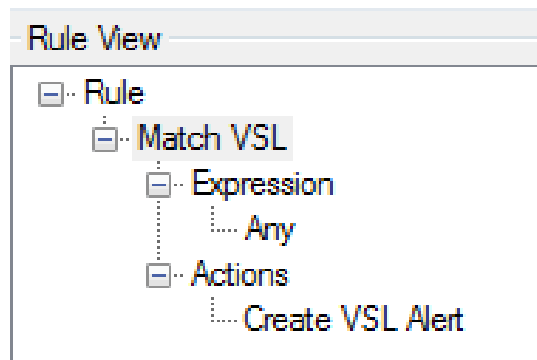 Rule View
Rule
Match VSL
Expression
Any
Actions
Create VSL Alert